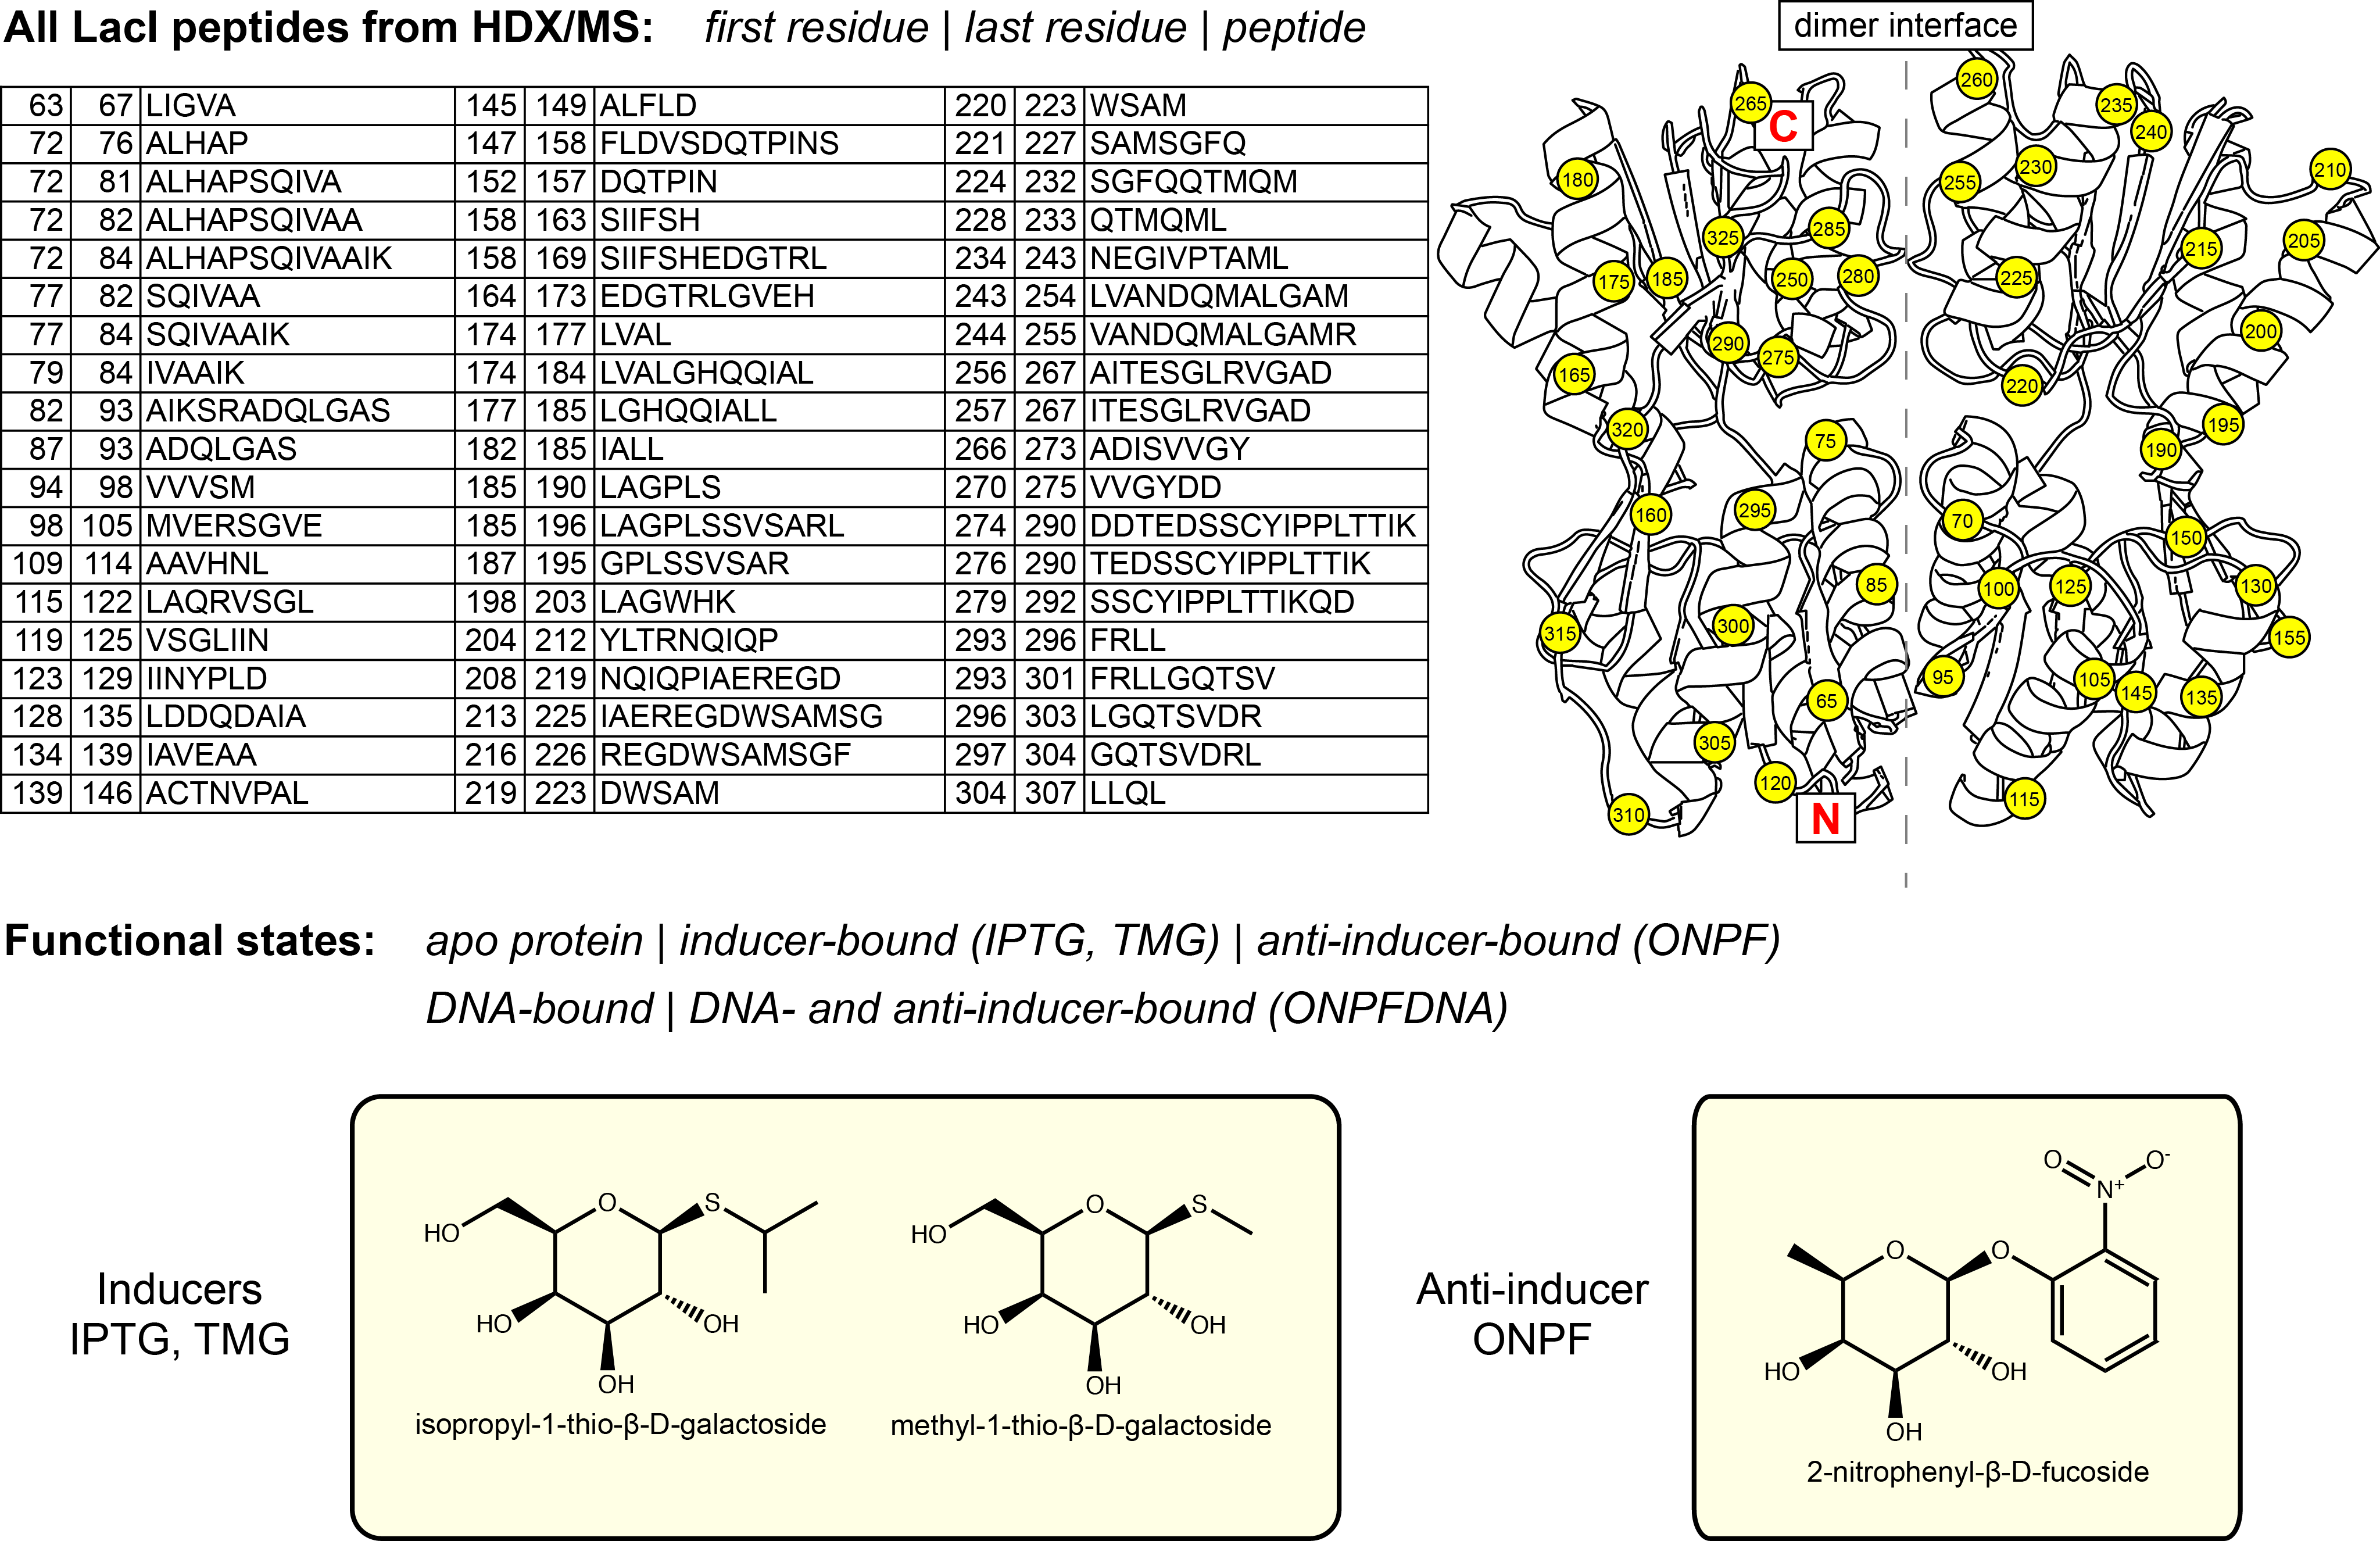 All LacI peptides from HDX/MS: first residue | last residue | peptide
63 67 LIGVA 145 149 ALFLD 220 223 WSAM
72 76 ALHAP 147 158 FLDVSDQTPINS 221 227 SAMSGFQ
72 81 ALHAPSQIVA 152 157 DQTPIN 224 232 SGFQQTMQM
72 82 ALHAPSQIVAA 158 163 SIIFSH 228 233 QTMQML
72 84 ALHAPSQIVAAIK 158 169 SIIFSHEDGTRL 234 243 NEGIVPTAML
77 82 SQIVAA 164 173 EDGTRLGVEH 243 254 LVANDQMALGAM
77 84 SQIVAAIK 174 177 LVAL 244 255 VANDQMALGAMR
79 84 IVAAIK 174 184 LVALGHQQIAL 256 267 AITESGLRVGAD
82 93 AIKSRADQLGAS 177 185 LGHQQIALL 257 267 ITESGLRVGAD
87 93 ADQLGAS 182 185 IALL 266 273 ADISVVGY
94 98 VVVSM 185 190 LAGPLS 270 275 VVGYDD
98 105 MVERSGVE 185 196 LAGPLSSVSARL 274 290 DDTEDSSCYIPPLTTIK
109 114 AAVHNL 187 195 GPLSSVSAR 276 290 TEDSSCYIPPLTTIK
115 122 LAQRVSGL 198 203 LAGWHK 279 292 SSCYIPPLTTIKQD
119 125 VSGLIIN 204 212 YLTRNQIQP 293 296 FRLL
123 129 IINYPLD 208 219 NQIQPIAEREGD 293 301 FRLLGQTSV
128 135 LDDQDAIA 213 225 IAEREGDWSAMSG 296 303 LGQTSVDR
134 139 IAVEAA 216 226 REGDWSAMSGF 297 304 GQTSVDRL
139 146 ACTNVPAL 219 223 DWSAM 304 307 LLQL
dimer interface
260
265
C
235
240
180
230
210
255
325
285
215
205
175
185
250
280
225
290
275
200
165
220
320
75
195
190
160
295
70
150
85
100
125
130
300
315
155
95
105
145
135
65
305
120
115
310
N
Functional states: apo protein | inducer-bound (IPTG, TMG) | anti-inducer-bound (ONPF)
DNA-bound | DNA- and anti-inducer-bound (ONPFDNA)
Inducers
IPTG, TMG
HO
O
S
HO
OH
OH
isopropyl-1-thio-β-D-galactoside
HO
O
S
HO
OH
OH
methyl-1-thio-β-D-galactoside
Anti-inducer
ONPF
O
O-
N+
O
O
HO
OH
OH
2-nitrophenyl-β-D-fucoside